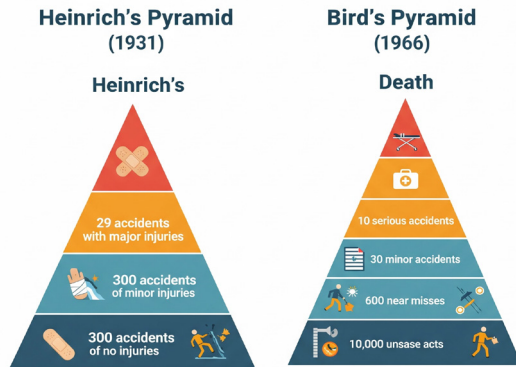 Heinrich's Pyramid
(1931)
Heinrich's
29 accidents
with major injuries
300 accidents
of minor injuries
300 accidents
of no injuries
Bird's Pyramid
(1966)
Death
10 serious accidents
30 minor accidents
600 near misses
10,000 unsase acts